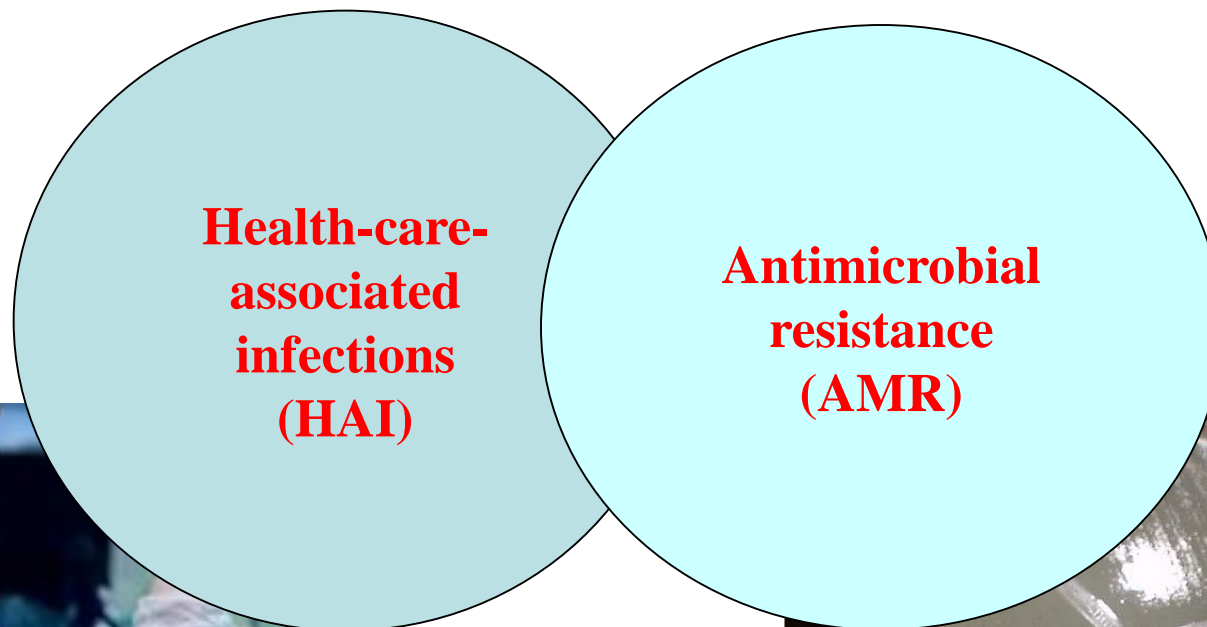 Health-care-
associated
infections
(HAI)
Antimicrobial
resistance
(AMR)